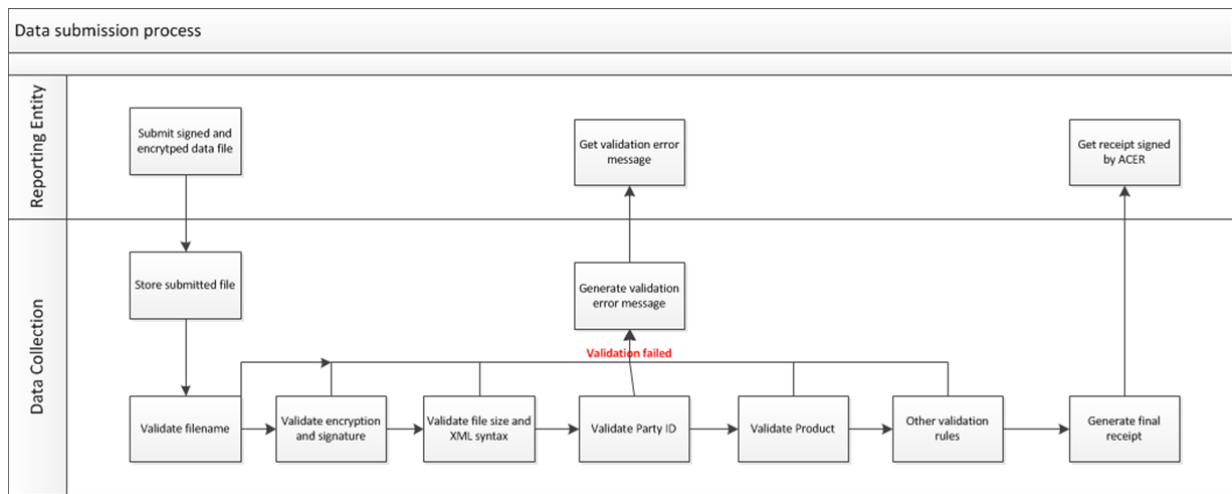 Data submission process
Reporting Entity
Submit signed and
encrytped data file
Get validation error
message
Get receipt signed
by ACER
Data Collection
Store submitted file
Generate validation
error message
Validation failed
Validate filename
Validate encryption
and signature
Validate file size and
XML syntax
Validate Party ID
Validate Product
Other validation
rules
Generate final
receipt